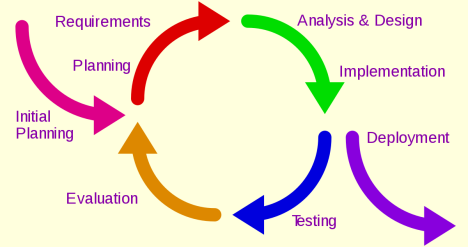 Requirements
Analysis & Design
Planning
Implementation
Initial
Planning
Deployment
Evaluation
Testing